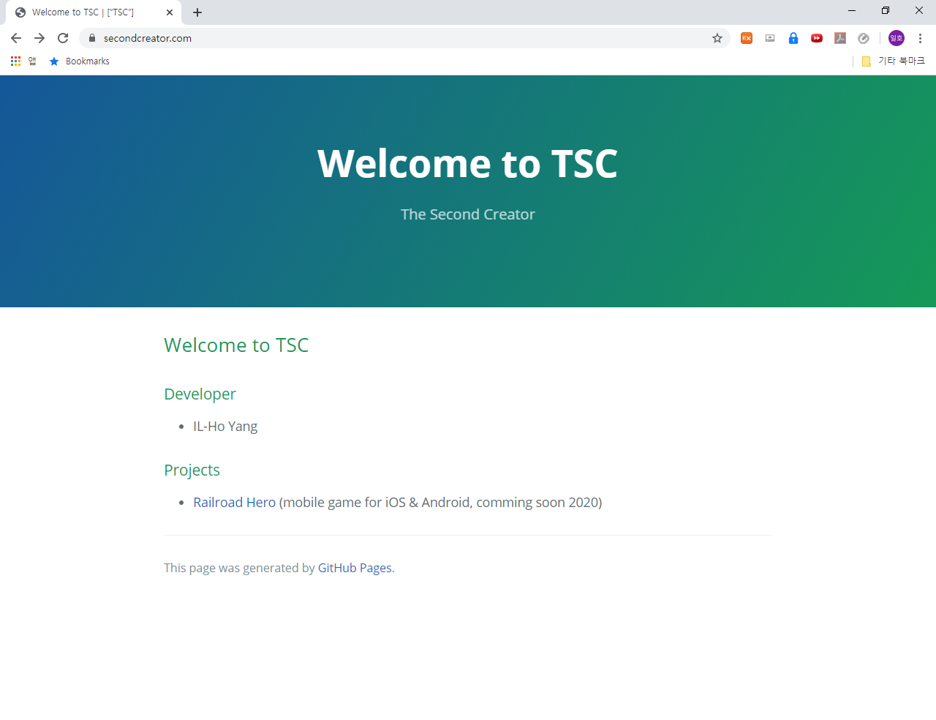 Welcome to TSC | ["TSC"]
secondcreator.com
일호
앱
Bookmarks
기타 북마크
Welcome to TSC
The Second Creator
Welcome to TSC
Developer
IL-Ho Yang
Projects
Railroad Hero (mobile game for iOS & Android, comming soon 2020)
This page was generated by GitHub Pages.